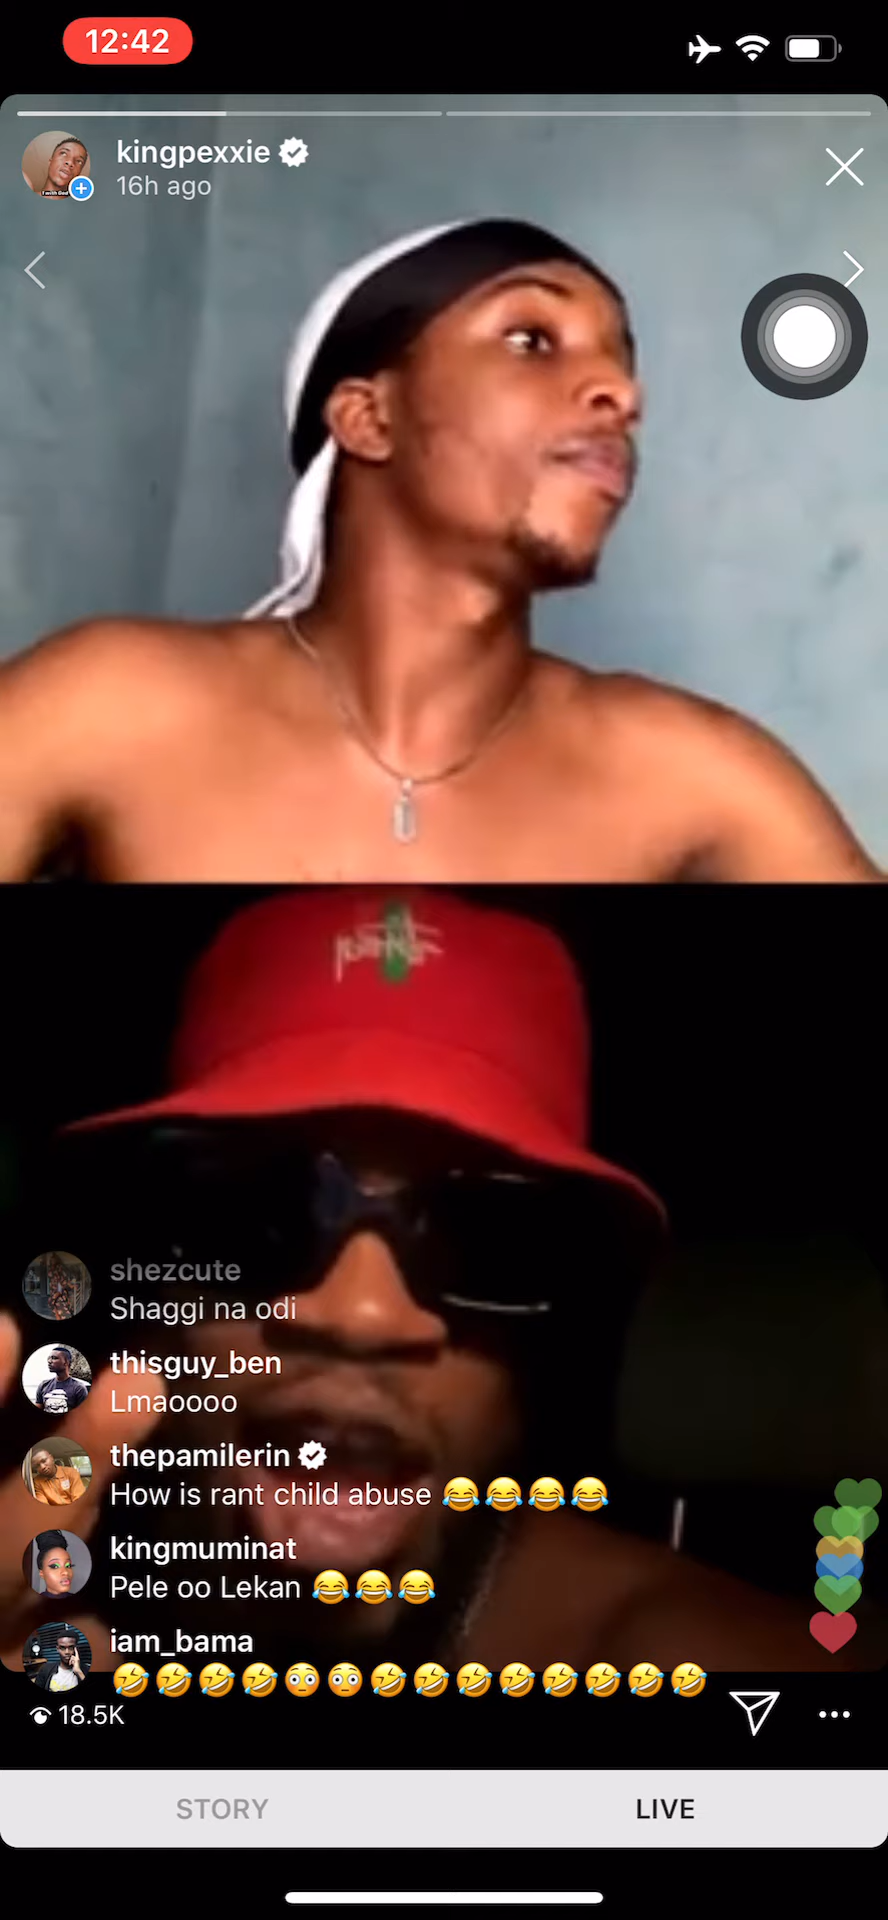 12:42
kingpexxie
16h ago
shezcute
Shaggi na odi
thisguy_ben
Lmaoooo
thepamilerin
How is rant child abuse 😂😂😂😂
kingmuminat
Pele oo Lekan 😂😂😂
iam_bama
🤣🤣🤣🤣😳😳🤣🤣🤣🤣🤣🤣🤣🤣
18.5K
STORY LIVE